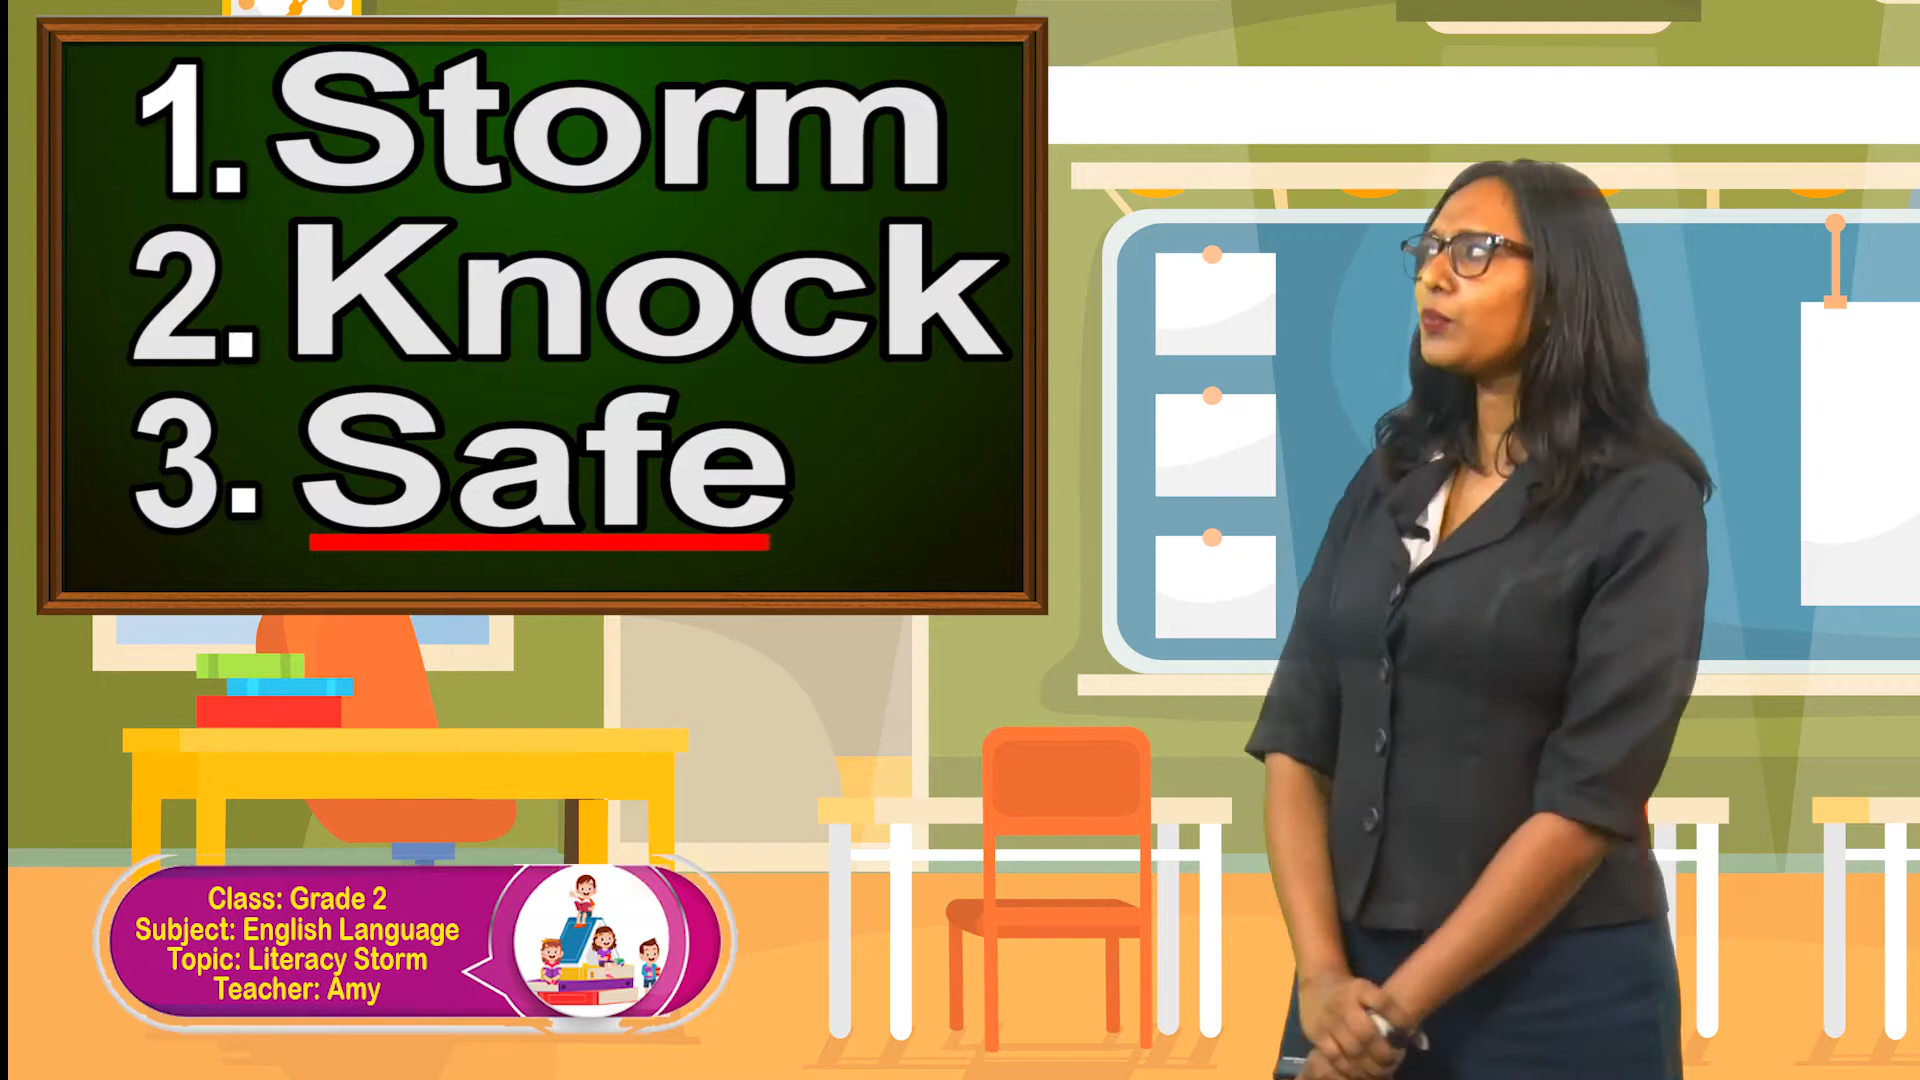 1. Storm
2. Knock
3. Safe
Class: Grade 2
Subject: English Language
Topic: Literacy Storm
Teacher: Amy